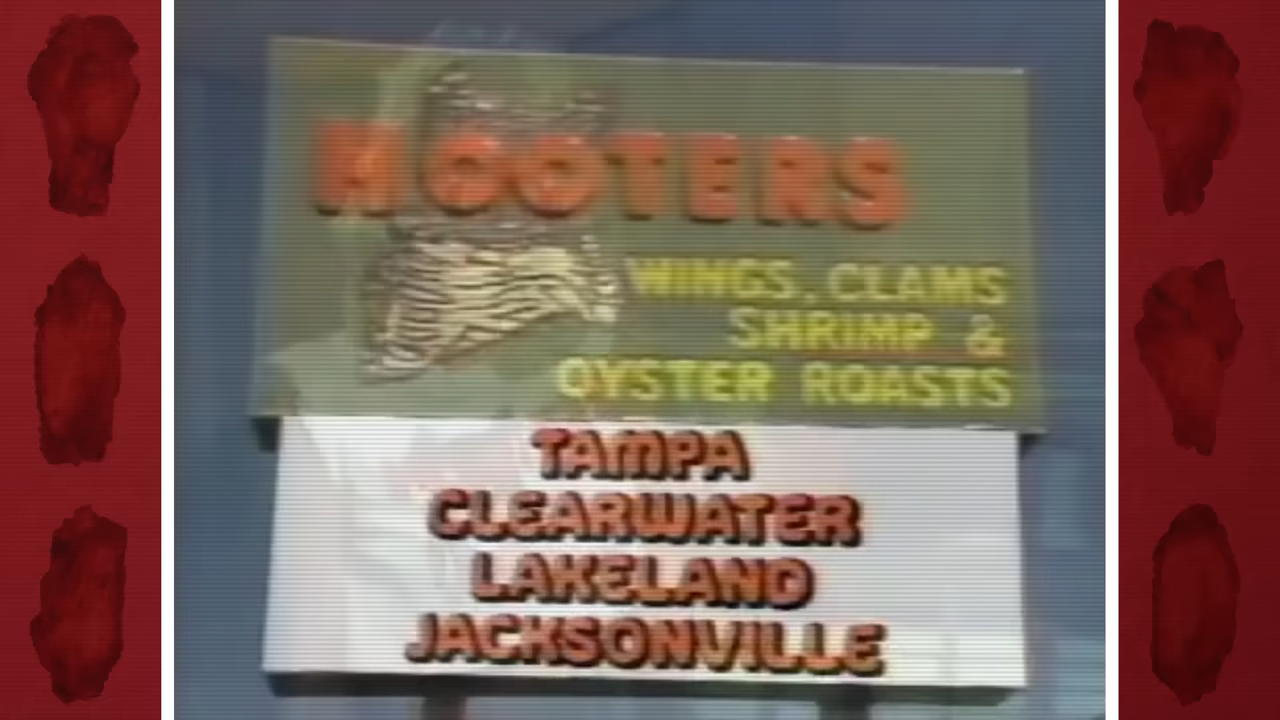 HOOTERS
WINGS, CLAMS
SHRIMP &
OYSTER ROASTS
TAMPA
CLEARWATER
LAKELAND
JACKSONVILLE